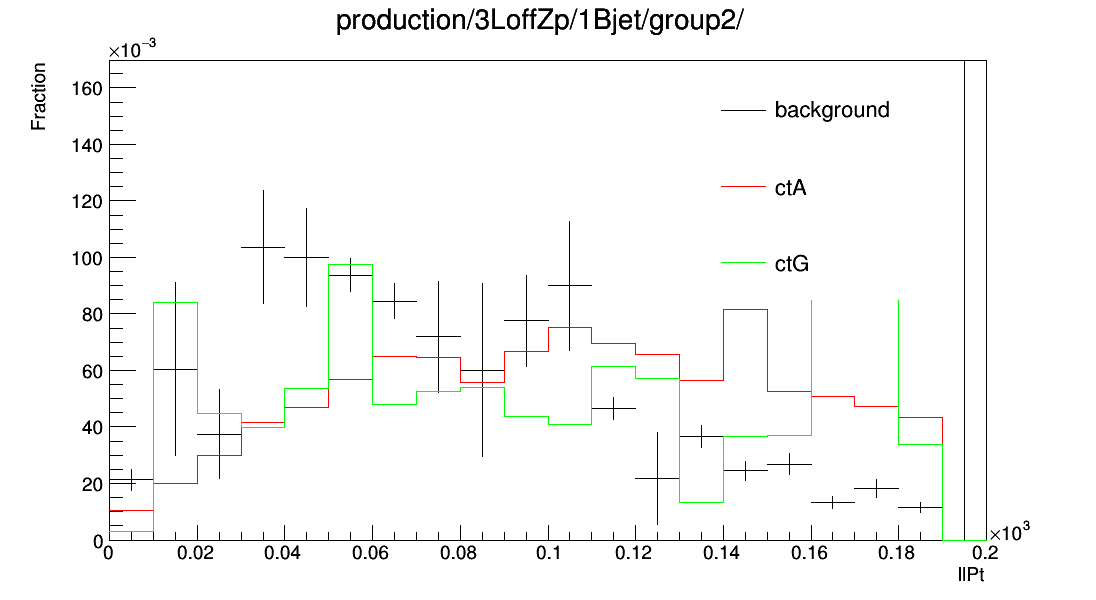 production/3LoffZp/1Bjet/group2/
×10⁻³
Fraction
160
140
120
100
80
60
40
20
0
background
ctA
ctG
0 0.02 0.04 0.06 0.08 0.1 0.12 0.14 0.16 0.18 0.2
×10³
llPt